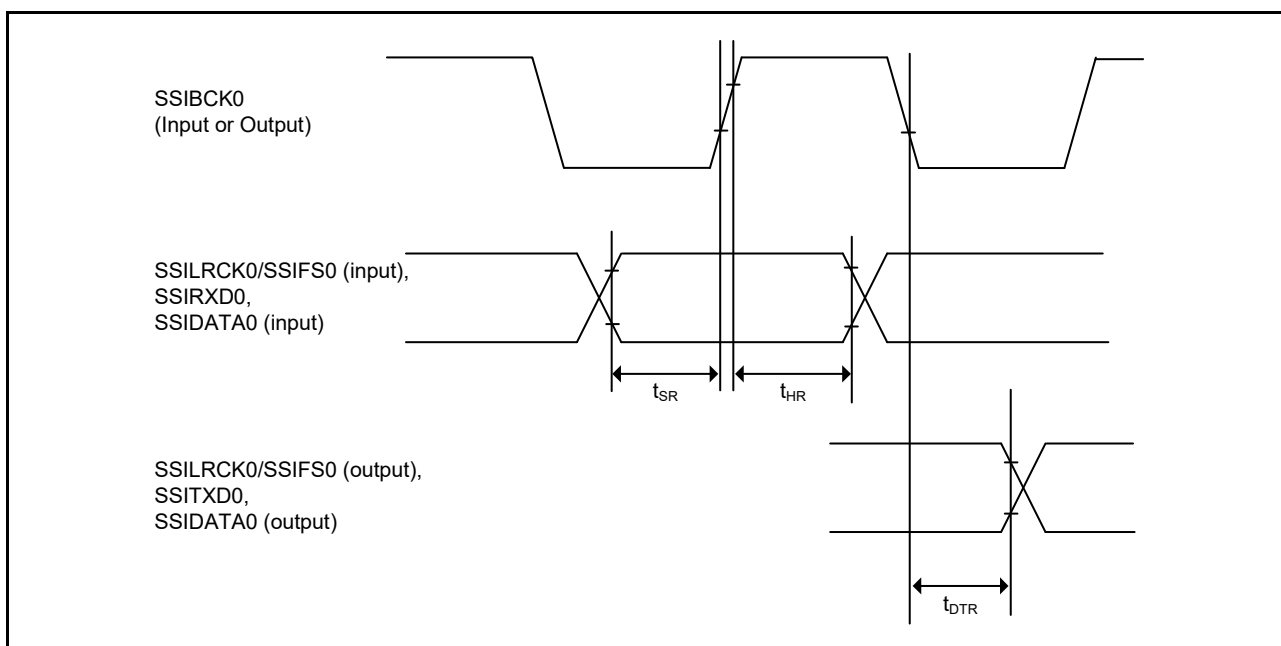 SSIBCK0
(Input or Output)
SSILRCK0/SSIFS0 (input),
SSIRXD0,
SSIDATA0 (input)
tSR
tHR
SSILRCK0/SSIFS0 (output),
SSITXD0,
SSIDATA0 (output)
tDTR